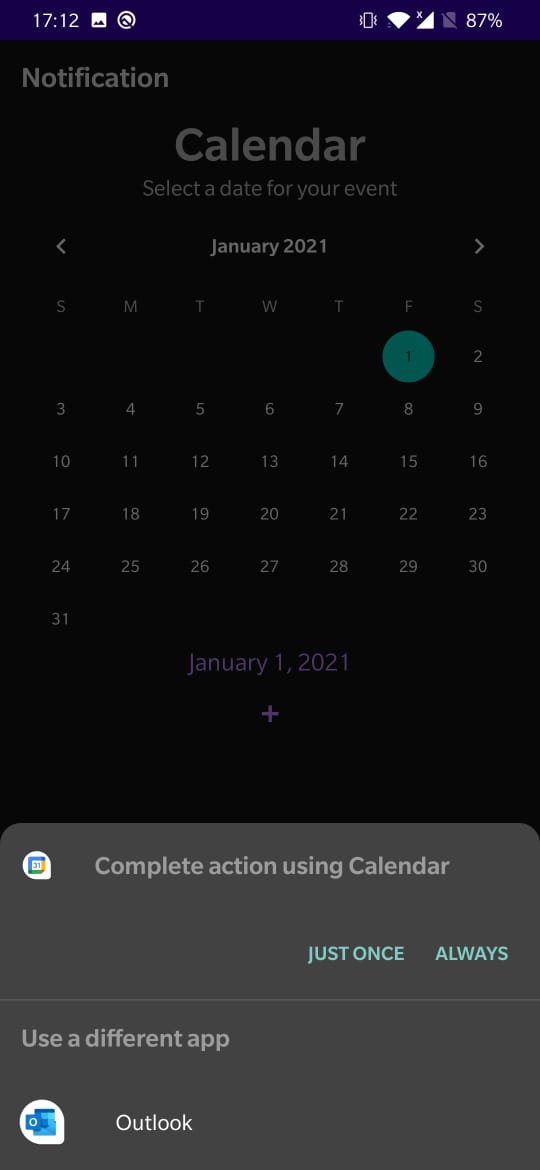 17:12 87%
Notification
Calendar
Select a date for your event
January 2021
S M T W T F S
1 2
3 4 5 6 7 8 9
10 11 12 13 14 15 16
17 18 19 20 21 22 23
24 25 26 27 28 29 30
31
January 1, 2021
+
31 Complete action using Calendar
JUST ONCE ALWAYS
Use a different app
O Outlook